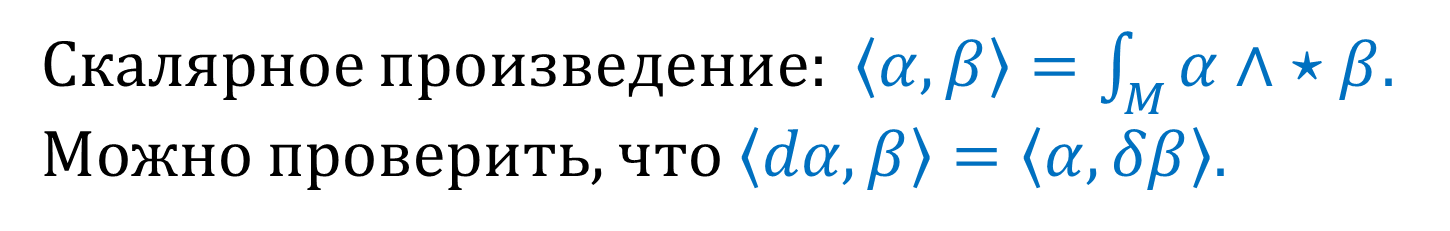 Скалярное произведение: ⟨α, β⟩ = ∫_M α ∧ ⋆ β.
Можно проверить, что ⟨dα, β⟩ = ⟨α, δβ⟩.